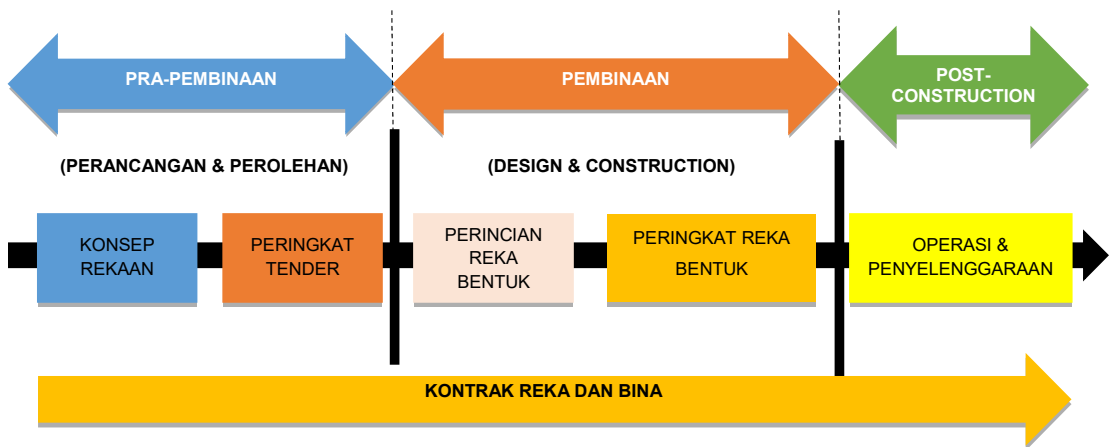 PRA-PEMBINAAN
PEMBINAAN
POST-
CONSTRUCTION
(PERANCANGAN & PEROLEHAN)
(DESIGN & CONSTRUCTION)
KONSEP
REKAAN
PERINGKAT
TENDER
PERINCIAN
REKA
BENTUK
PERINGKAT REKA
BENTUK
OPERASI &
PENYELENGGARAAN
KONTRAK REKA DAN BINA